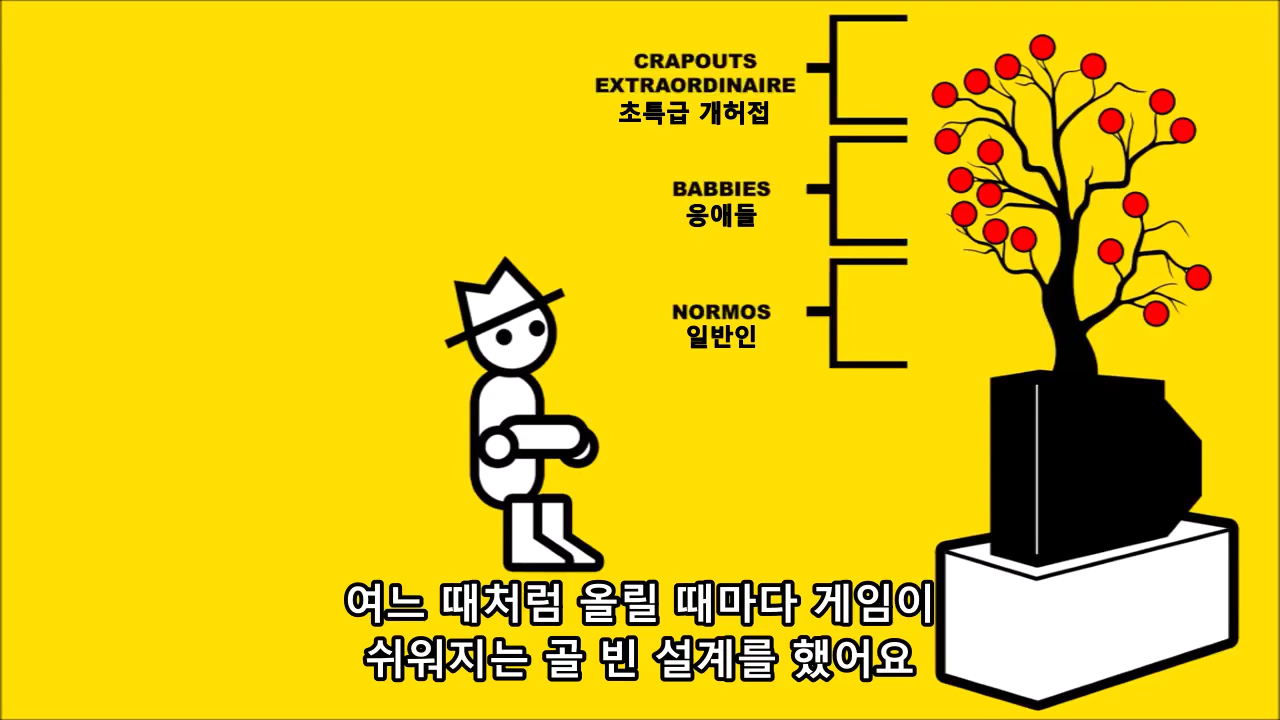 CRAPOUTS
EXTRAORDINAIRE
초특급 개허접
BABBIES
응애들
NORMOS
일반인
여느 때처럼 올릴 때마다 게임이
쉬워지는 골 빈 설계를 했어요